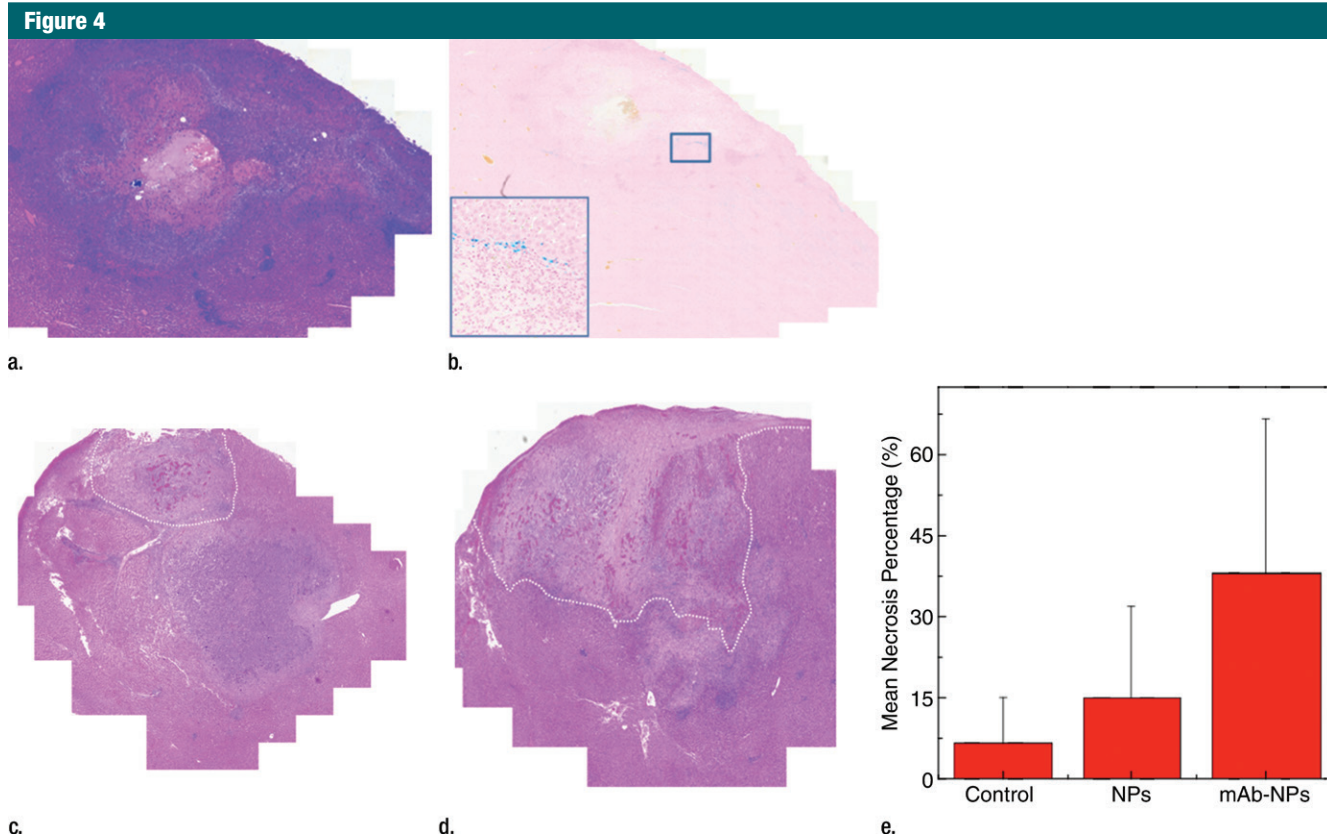 Figure 4
a.
b.
Mean Necrosis Percentage (%)
60
45
30
15
0
Control NPs mAb-NPs
c.
d.
e.